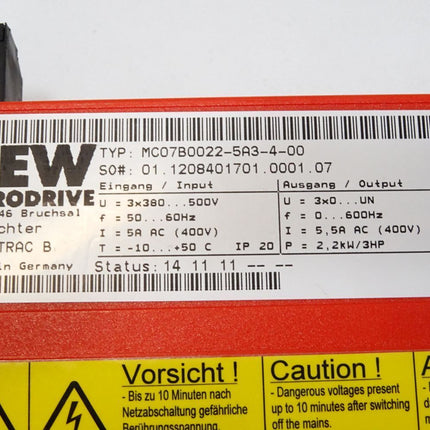 EW
TYP: MC07B0022-5A3-4-00
RODRIVE
SO#: 01.1208401701.0001.07
46 Bruchsal
chter
TRAC B
in Germany
Eingang / Input
U = 3x380...500V
f = 50...60Hz
I = 5A AC (400V)
T = -10...+50 C IP 20
Ausgang / Output
U = 3x0...UN
f = 0...600Hz
I = 5,5A AC (400V)
P = 2,2kW/3HP
Status: 14 11 11 -- --
Vorsicht !
- Bis zu 10 Minuten nach
Netzabschaltung gefährliche
Berührungsspannung
Caution !
- Dangerous voltages present
up to 10 minutes after switching
off the mains.